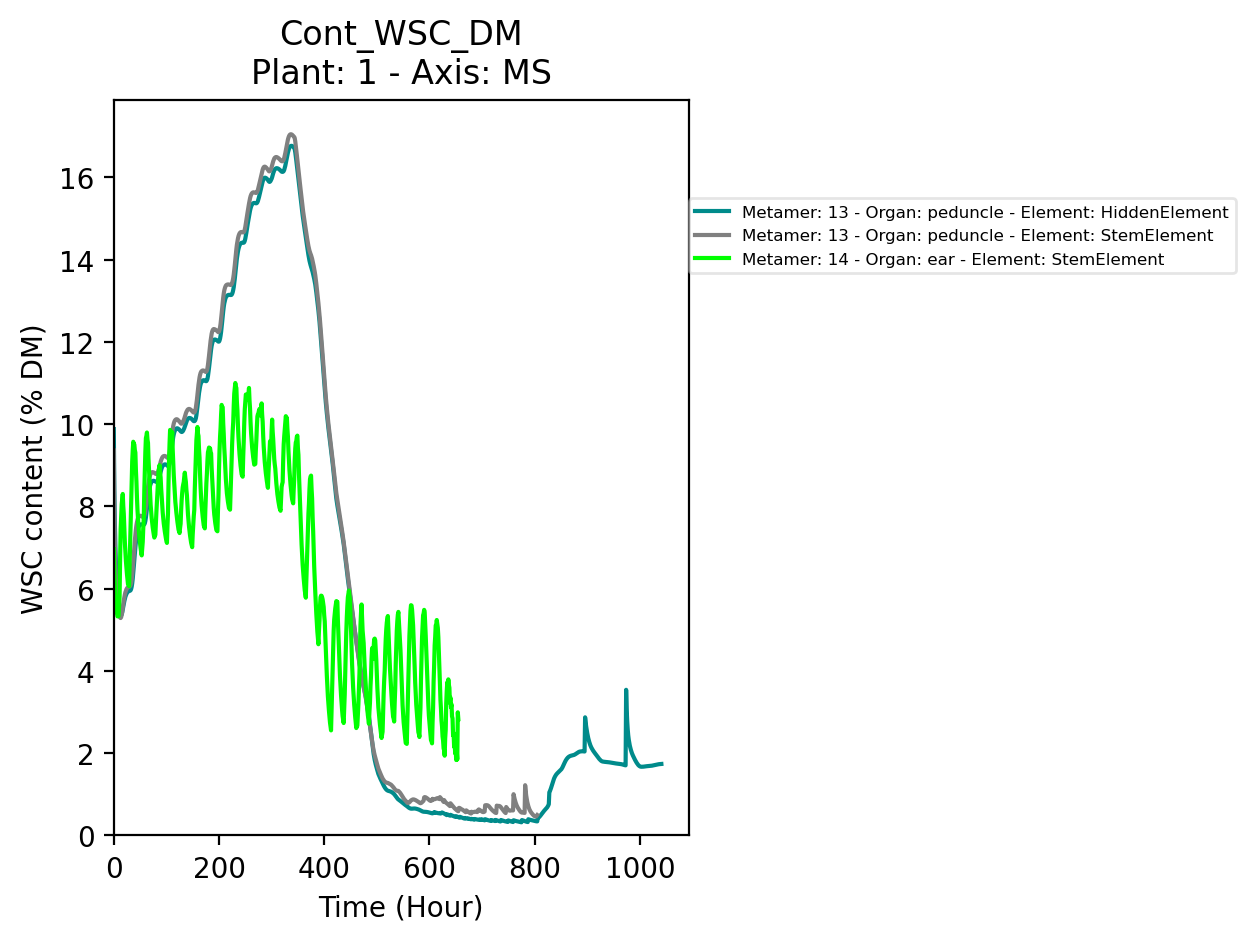 Cont_WSC_DM
Plant: 1 - Axis: MS
WSC content (% DM)
16
14
12
10
8
6
4
2
0
0 200 400 600 800 1000
Time (Hour)
Metamer: 13 - Organ: peduncle - Element: HiddenElement
Metamer: 13 - Organ: peduncle - Element: StemElement
Metamer: 14 - Organ: ear - Element: StemElement